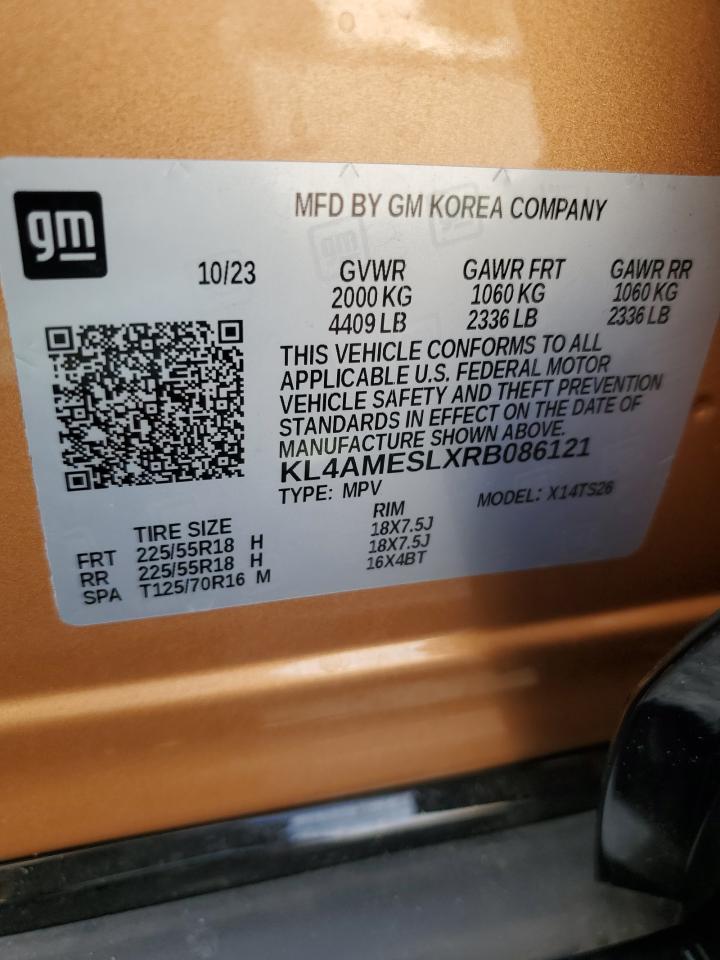 gm
MFD BY GM KOREA COMPANY
10/23 GVWR GAWR FRT GAWR RR
2000 KG 1060 KG 1060 KG
4409 LB 2336 LB 2336 LB
THIS VEHICLE CONFORMS TO ALL
APPLICABLE U.S. FEDERAL MOTOR
VEHICLE SAFETY AND THEFT PREVENTION
STANDARDS IN EFFECT ON THE DATE OF
MANUFACTURE SHOWN ABOVE.
KL4AMESLXRB086121
TYPE: MPV MODEL: X14TS26
TIRE SIZE RIM
FRT 225/55R18 H 18X7.5J
RR 225/55R18 H 18X7.5J
SPA T125/70R16 M 16X4BT